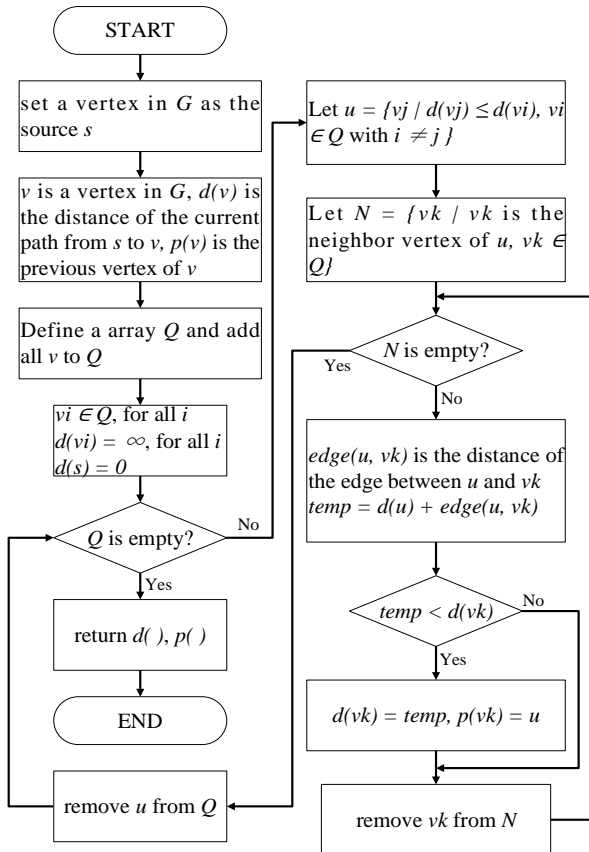 START
set a vertex in G as the
source s
v is a vertex in G, d(v) is
the distance of the current
path from s to v, p(v) is the
previous vertex of v
Define a array Q and add
all v to Q
vi ∈ Q, for all i
d(vi) = ∞, for all i
d(s) = 0
Q is empty?
No
Yes
return d( ), p( )
END
remove u from Q
Let u = {vj / d(vj) ≤ d(vi), vi
∈ Q with i ≠ j }
Let N = {vk / vk is the
neighbor vertex of u, vk ∈
Q}
N is empty?
Yes
No
edge(u, vk) is the distance of
the edge between u and vk
temp = d(u) + edge(u, vk)
temp < d(vk)
No
Yes
d(vk) = temp, p(vk) = u
remove vk from N